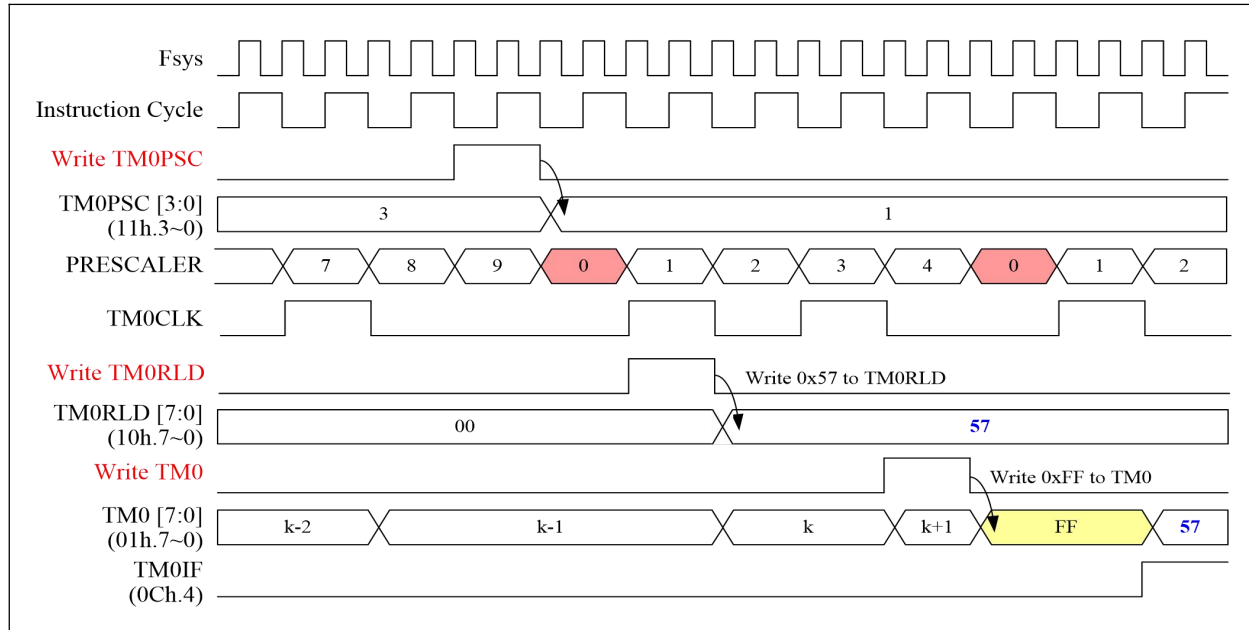 Fsys
Instruction Cycle
Write TM0PSC
TM0PSC [3:0]
(11h.3~0)
3
1
PRESCALER
7
8
9
0
1
2
3
4
0
1
2
TM0CLK
Write TM0RLD
Write 0x57 to TM0RLD
TM0RLD [7:0]
(10h.7~0)
00
57
Write TM0
Write 0xFF to TM0
TM0 [7:0]
(01h.7~0)
k-2
k-1
k
k+1
FF
57
TM0IF
(0Ch.4)